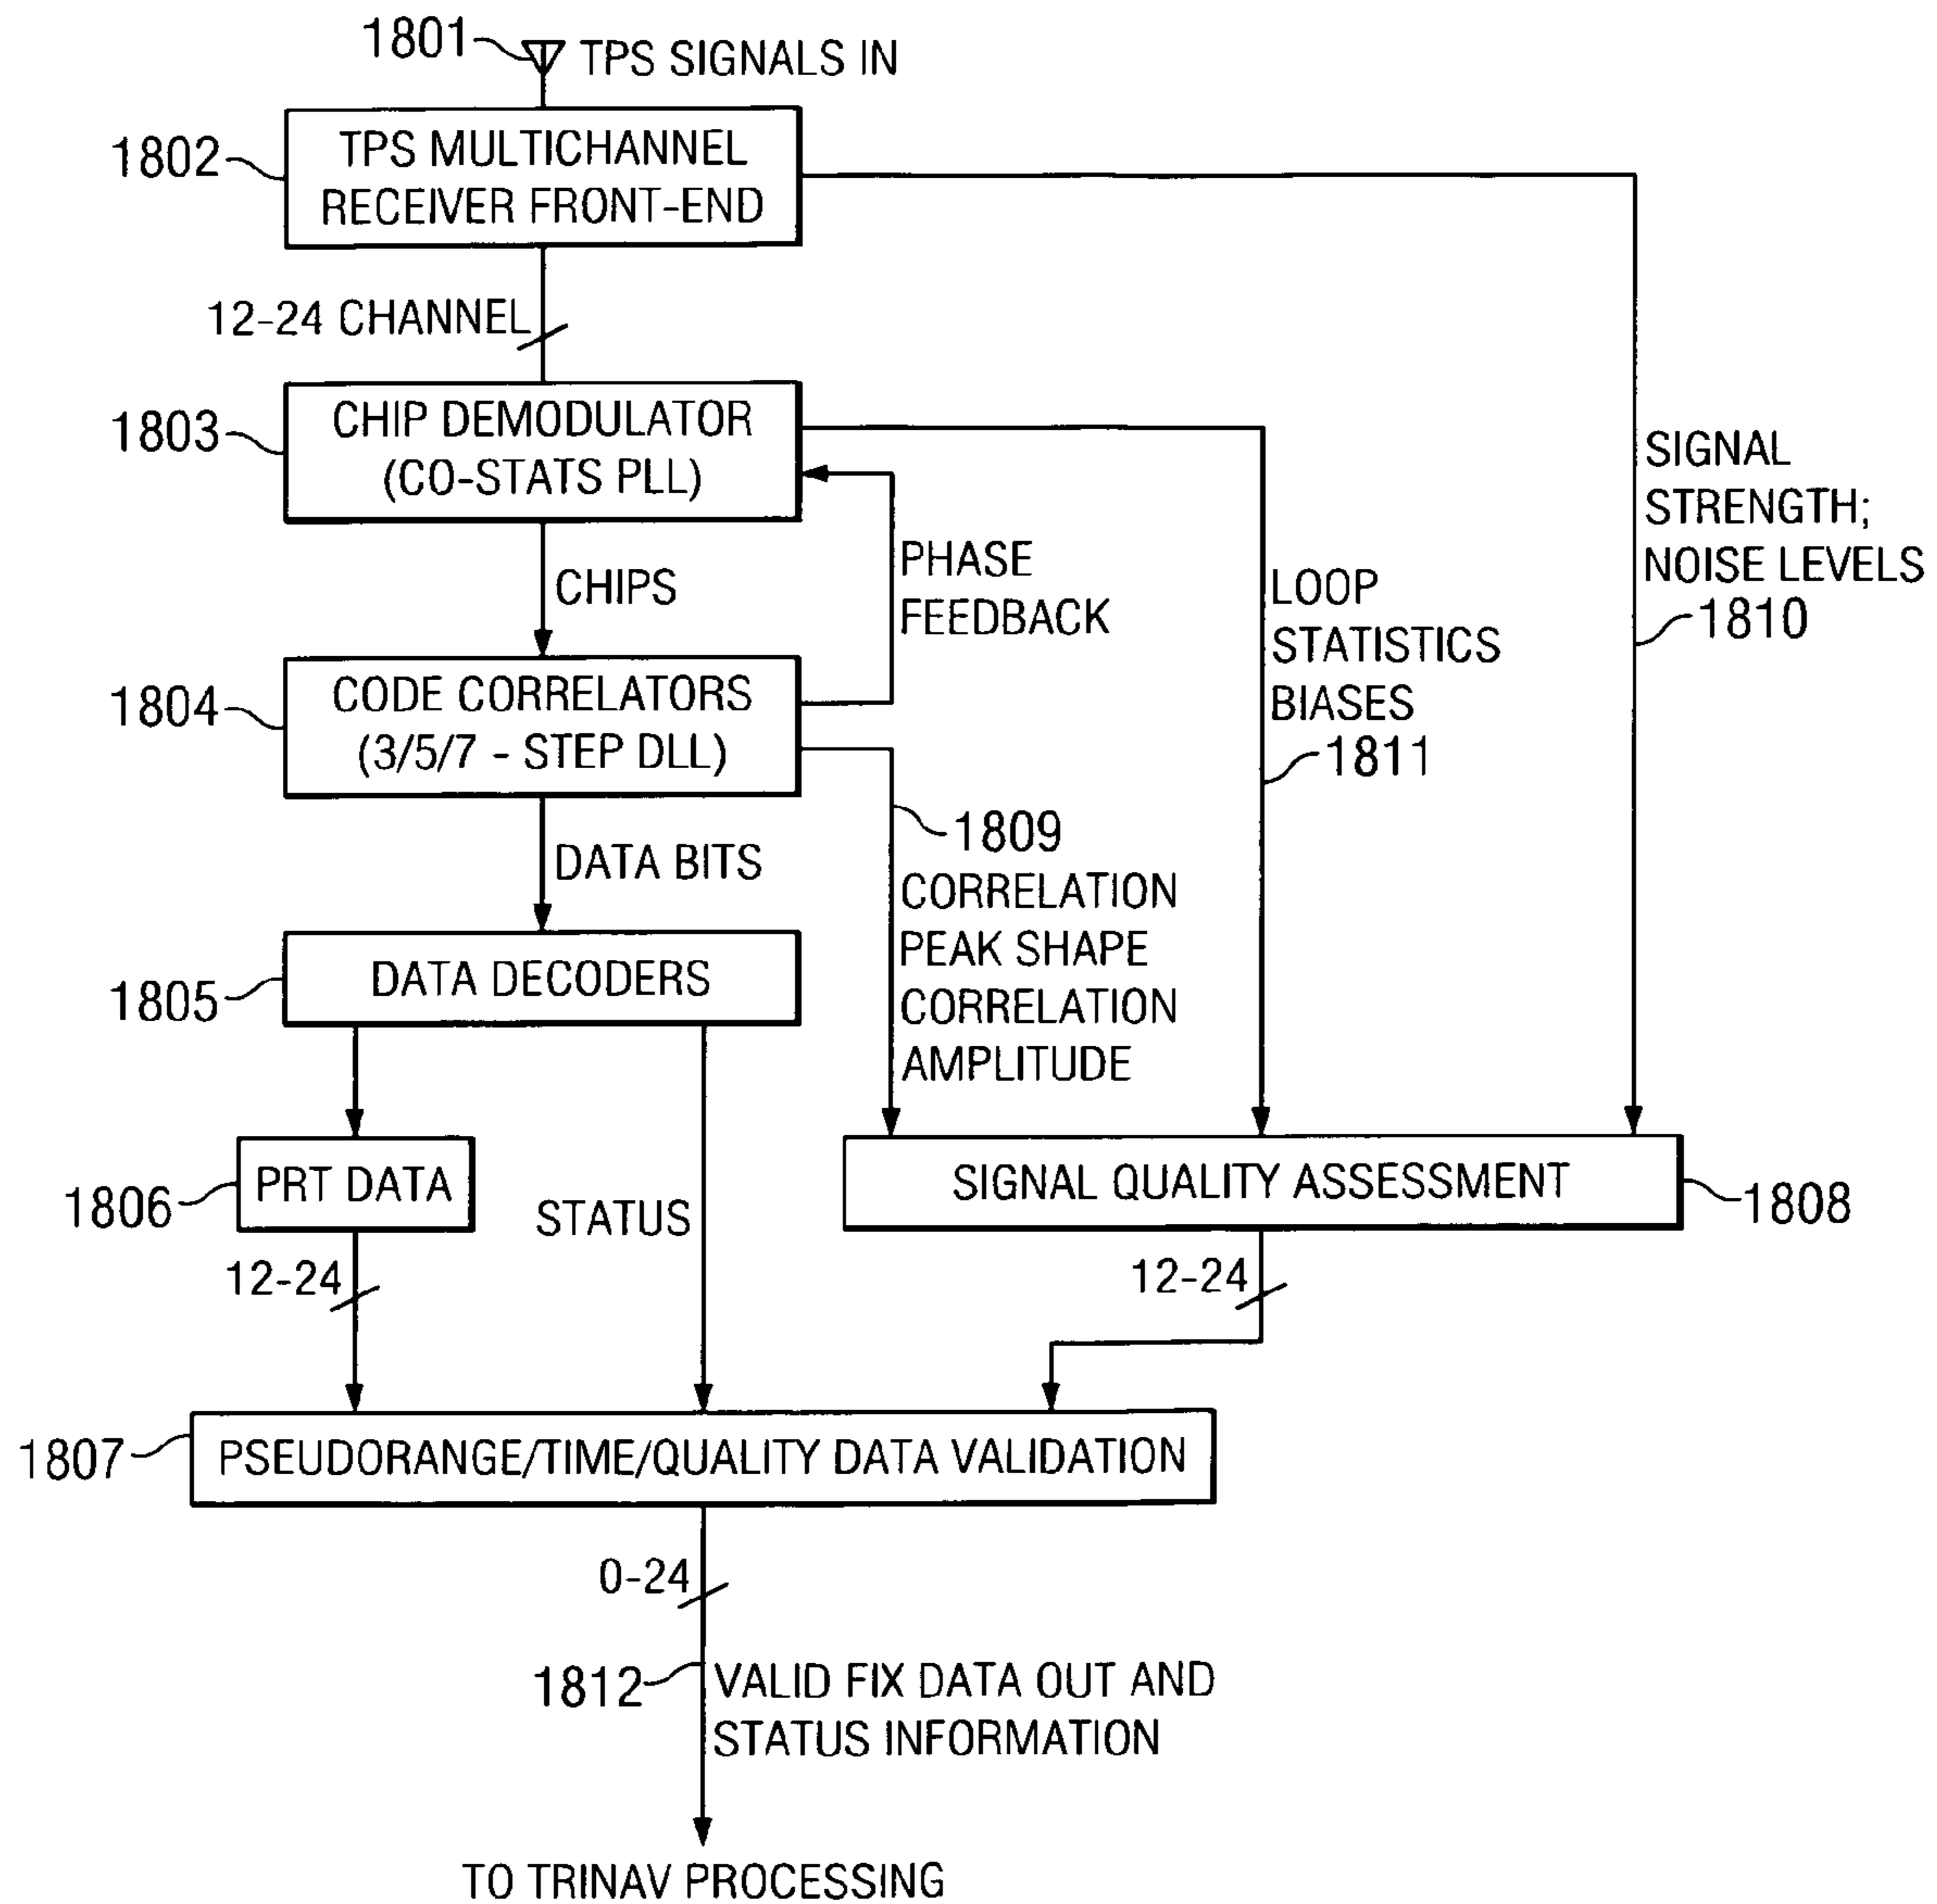 1801
TPS SIGNALS IN
1802
TPS MULTICHANNEL
RECEIVER FRONT-END
12-24 CHANNEL
1803
CHIP DEMODULATOR
(CO-STATS PLL)
SIGNAL
STRENGTH;
NOISE LEVELS
1810
PHASE
FEEDBACK
CHIPS
LOOP
STATISTICS
BIASES
1811
1804
CODE CORRELATORS
(3/5/7 - STEP DLL)
1809
CORRELATION
PEAK SHAPE
CORRELATION
AMPLITUDE
DATA BITS
1805
DATA DECODERS
1806
PRT DATA
STATUS
SIGNAL QUALITY ASSESSMENT
1808
12-24
12-24
1807
PSEUDORANGE/TIME/QUALITY DATA VALIDATION
0-24
1812
VALID FIX DATA OUT AND
STATUS INFORMATION
TO TRINAV PROCESSING